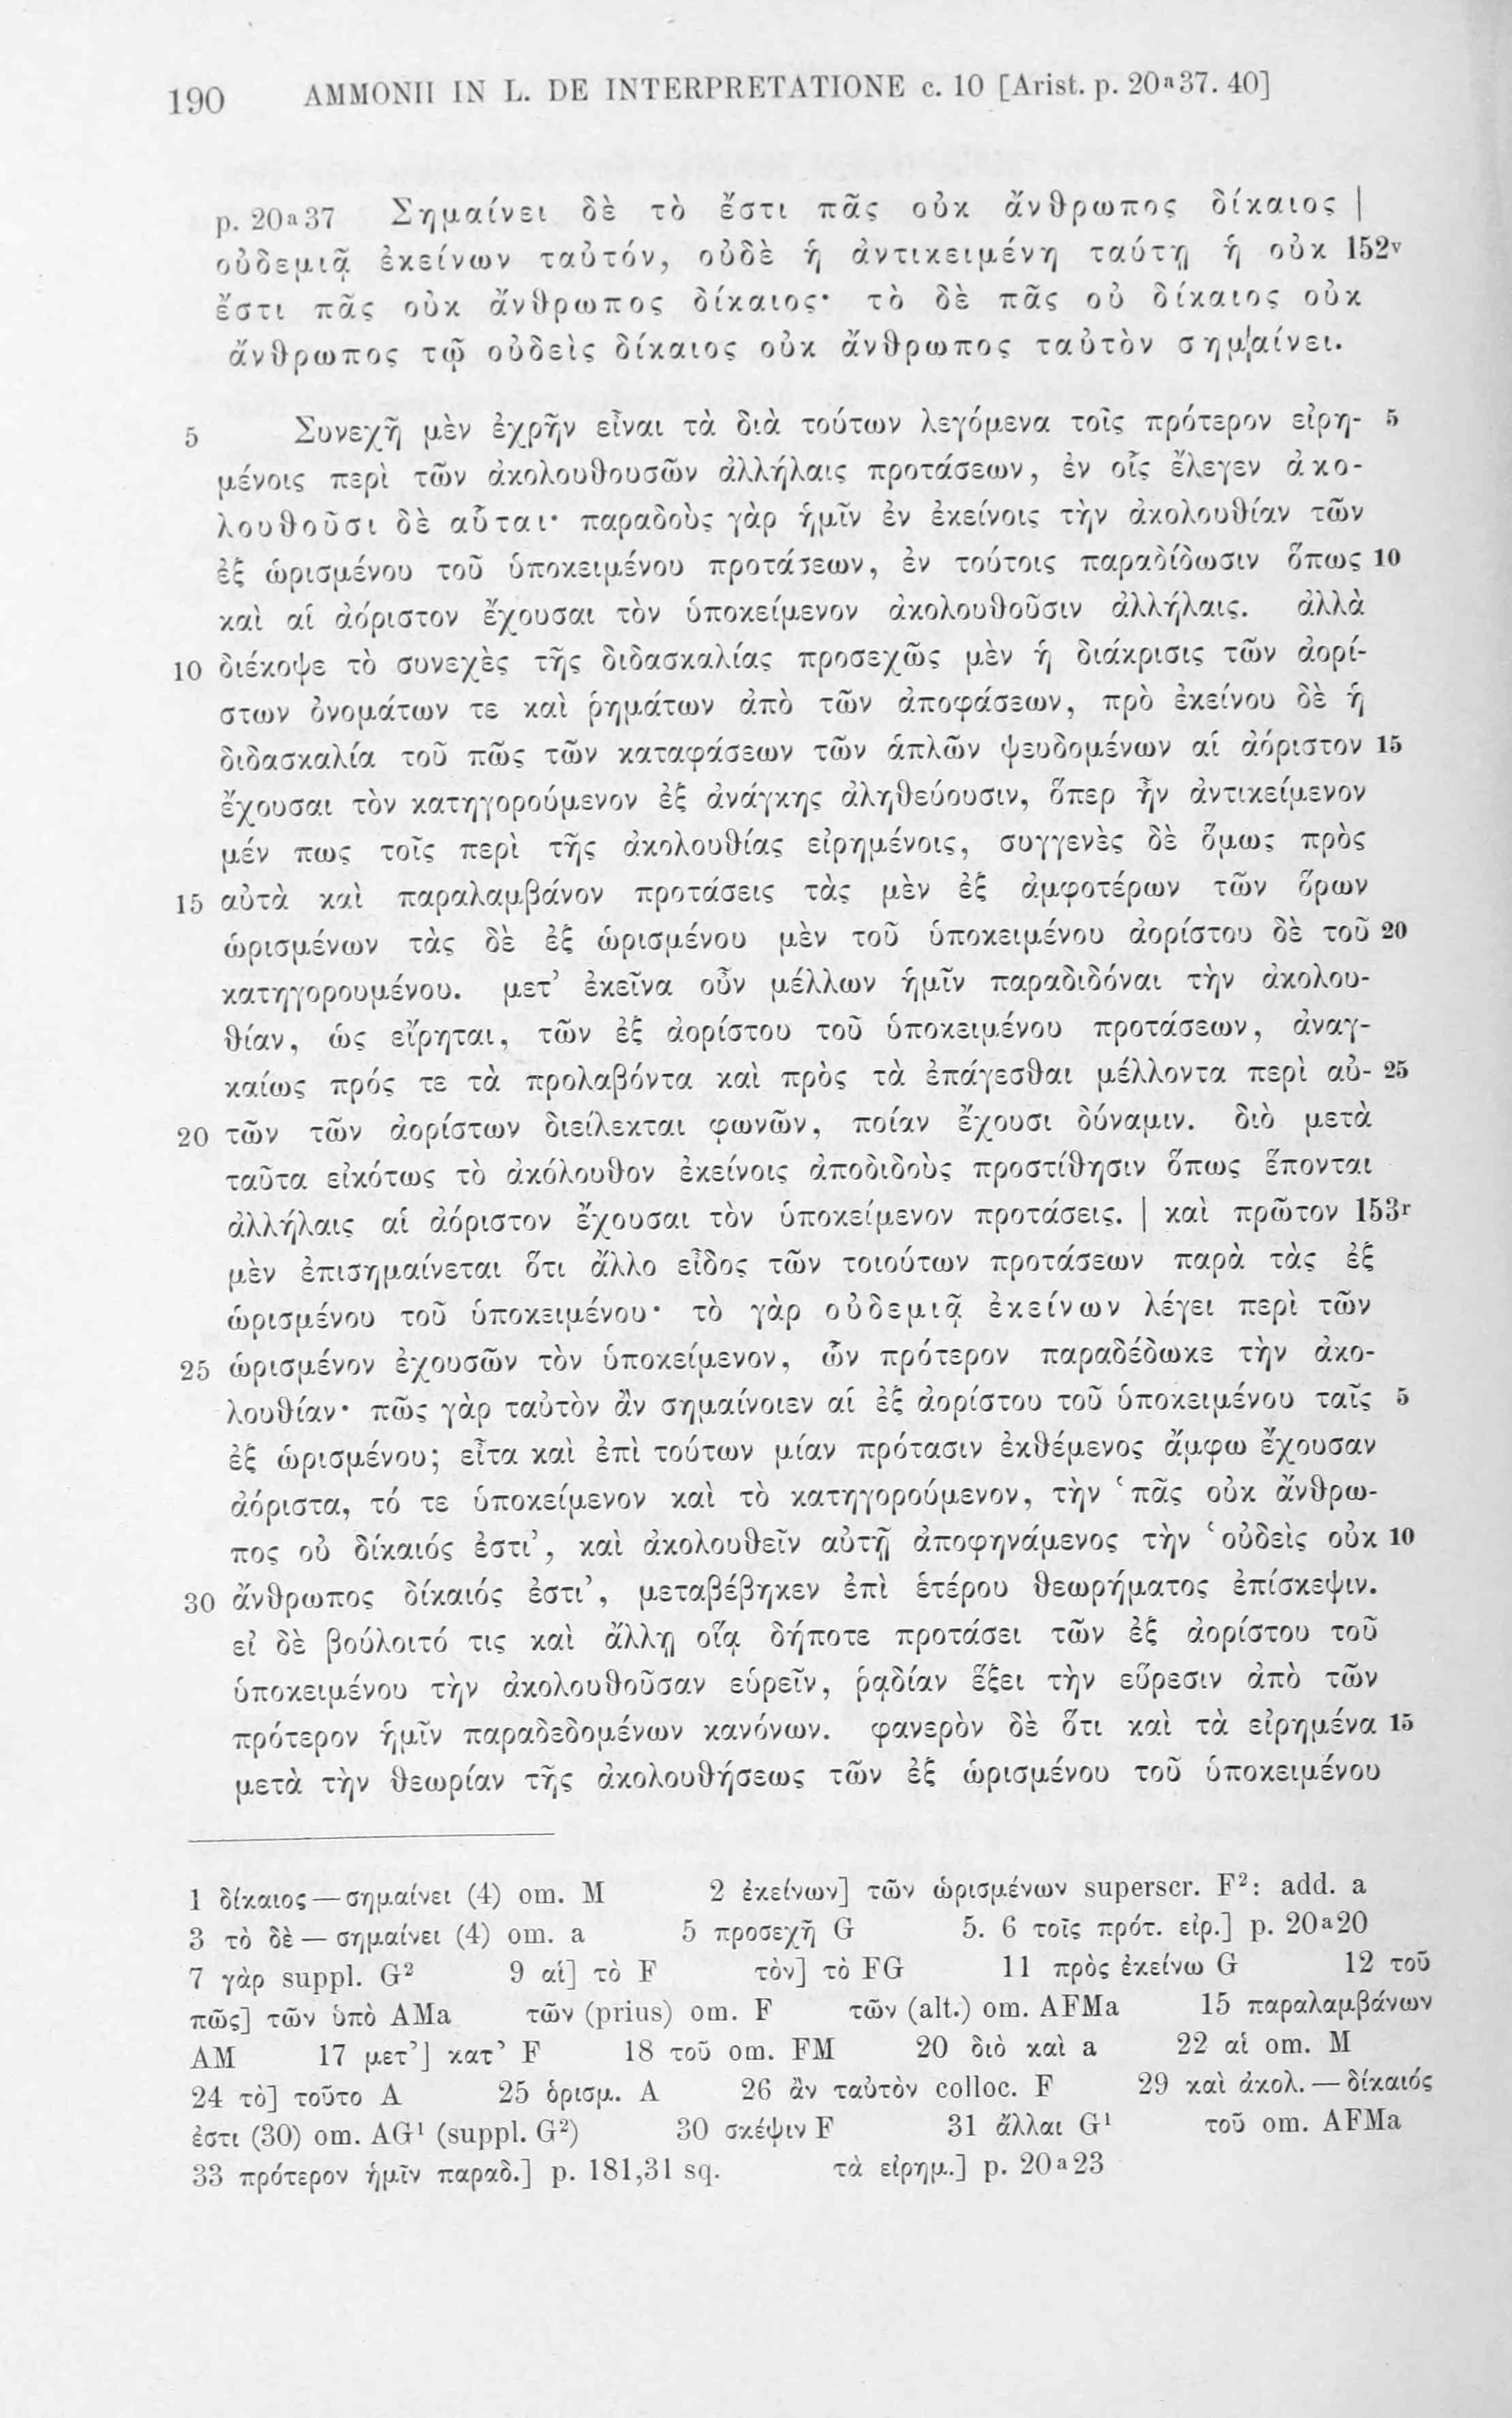 190 AMMONII IN L. DE INTERPRETATIONE c. 10 [Arist. p. 20ª37. 40]
p. 20ª37 Σημαίνει δὲ τὸ ἔστι πᾶς οὐκ ἄνθρωπος δίκαιος |
οὐδεμιᾷ ἐκείνων ταὐτόν, οὐδὲ ἡ ἀντικειμένη ταύτῃ ἡ οὐκ 152v
ἔστι πᾶς οὐκ ἄνθρωπος δίκαιος· τὸ δὲ πᾶς οὐ δίκαιος οὐκ
ἄνθρωπος τῷ οὐδεὶς δίκαιος οὐκ ἄνθρωπος ταὐτὸν σημ|αίνει.
5 Συνεχῆ μὲν ἐχρῆν εἶναι τὰ διὰ τούτων λεγόμενα τοῖς πρότερον εἰρη- 5
μένοις περὶ τῶν ἀκολουθουσῶν ἀλλήλαις προτάσεων, ἐν οἷς ἔλεγεν ἀκο-
λουθοῦσι δὲ αὗται· παραδοὺς γὰρ ἡμῖν ἐν ἐκείνοις τὴν ἀκολουθίαν τῶν
ἐξ ὡρισμένου τοῦ ὑποκειμένου προτάσεων, ἐν τούτοις παραδίδωσιν ὅπως 10
καὶ αἱ ἀόριστον ἔχουσαι τὸν ὑποκείμενον ἀκολουθοῦσιν ἀλλήλαις. ἀλλὰ
10 διέκοψε τὸ συνεχὲς τῆς διδασκαλίας προσεχῶς μὲν ἡ διάκρισις τῶν ἀορί-
στων ὀνομάτων τε καὶ ῥημάτων ἀπὸ τῶν ἀποφάσεων, πρὸ ἐκείνου δὲ ἡ
διδασκαλία τοῦ πῶς τῶν καταφάσεων τῶν ἁπλῶν ψευδομένων αἱ ἀόριστον 15
ἔχουσαι τὸν κατηγορούμενον ἐξ ἀνάγκης ἀληθεύουσιν, ὅπερ ἦν ἀντικείμενον
μέν πως τοῖς περὶ τῆς ἀκολουθίας εἰρημένοις, συγγενὲς δὲ ὅμως πρὸς
15 αὐτὰ καὶ παραλαμβάνον προτάσεις τὰς μὲν ἐξ ἀμφοτέρων τῶν ὅρων
ὡρισμένων τὰς δὲ ἐξ ὡρισμένου μὲν τοῦ ὑποκειμένου ἀορίστου δὲ τοῦ 20
κατηγορουμένου. μετ’ ἐκεῖνα οὖν μέλλων ἡμῖν παραδιδόναι τὴν ἀκολου-
θίαν, ὡς εἴρηται, τῶν ἐξ ἀορίστου τοῦ ὑποκειμένου προτάσεων, ἀναγ-
καίως πρός τε τὰ προλαβόντα καὶ πρὸς τὰ ἐπάγεσθαι μέλλοντα περὶ αὐ- 25
20 τῶν τῶν ἀορίστων διείλεκται φωνῶν, ποίαν ἔχουσι δύναμιν. διὸ μετὰ
ταῦτα εἰκότως τὸ ἀκόλουθον ἐκείνοις ἀποδιδοὺς προστίθησιν ὅπως ἕπονται
ἀλλήλαις αἱ ἀόριστον ἔχουσαι τὸν ὑποκείμενον προτάσεις. | καὶ πρῶτον 153r
μὲν ἐπισημαίνεται ὅτι ἄλλο εἶδος τῶν τοιούτων προτάσεων παρὰ τὰς ἐξ
ὡρισμένου τοῦ ὑποκειμένου· τὸ γὰρ οὐδεμιᾷ ἐκείνων λέγει περὶ τῶν
25 ὡρισμένον ἐχουσῶν τὸν ὑποκείμενον, ὧν πρότερον παραδέδωκε τὴν ἀκο-
λουθίαν· πῶς γὰρ ταὐτὸν ἂν σημαίνοιεν αἱ ἐξ ἀορίστου τοῦ ὑποκειμένου ταῖς 5
ἐξ ὡρισμένου; εἶτα καὶ ἐπὶ τούτων μίαν πρότασιν ἐκθέμενος ἄμφω ἔχουσαν
ἀόριστα, τό τε ὑποκείμενον καὶ τὸ κατηγορούμενον, τὴν ‘πᾶς οὐκ ἄνθρω-
πος οὐ δίκαιός ἐστι’, καὶ ἀκολουθεῖν αὐτῇ ἀποφηνάμενος τὴν ‘οὐδεὶς οὐκ 10
30 ἄνθρωπος δίκαιός ἐστι’, μεταβέβηκεν ἐπὶ ἑτέρου θεωρήματος ἐπίσκεψιν.
εἰ δὲ βούλοιτό τις καὶ ἄλλῃ οἵᾳ δήποτε προτάσει τῶν ἐξ ἀορίστου τοῦ
ὑποκειμένου τὴν ἀκολουθοῦσαν εὑρεῖν, ῥᾳδίαν ἕξει τὴν εὕρεσιν ἀπὸ τῶν
πρότερον ἡμῖν παραδεδομένων κανόνων. φανερὸν δὲ ὅτι καὶ τὰ εἰρημένα 15
μετὰ τὴν θεωρίαν τῆς ἀκολουθήσεως τῶν ἐξ ὡρισμένου τοῦ ὑποκειμένου
1 δίκαιος — σημαίνει (4) om. M 2 ἐκείνων] τῶν ὡρισμένων superscr. F²: add. a
3 τὸ δὲ — σημαίνει (4) om. a 5 προσεχῆ G 5. 6 τοῖς πρότ. εἰρ.] p. 20ª20
7 γὰρ suppl. G² 9 αἱ] τὸ F τὸν] τὸ FG 11 πρὸς ἐκείνω G 12 τοῦ
πῶς] τῶν ὑπὸ AMa τῶν (prius) om. F τῶν (alt.) om. AFMa 15 παραλαμβάνων
AM 17 μετ’] κατ’ F 18 τοῦ om. FM 20 διὸ καὶ a 22 αἱ om. M
24 τὸ] τοῦτο A 25 ὁρισμ. A 26 ἂν ταὐτὸν colloc. F 29 καὶ ἀκολ. — δίκαιός
ἐστι (30) om. AG¹ (suppl. G²) 30 σκέψιν F 31 ἄλλαι G¹ τοῦ om. AFMa
33 πρότερον ἡμῖν παραδ.] p. 181,31 sq. τὰ εἰρημ.] p. 20ª23